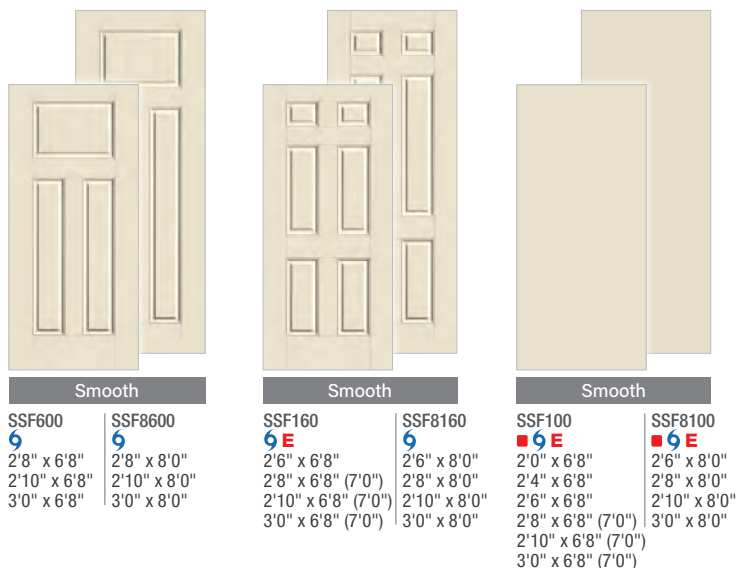 Smooth
SSF600
2'8" x 6'8"
2'10" x 6'8"
3'0" x 6'8"
SSF8600
2'8" x 8'0"
2'10" x 8'0"
3'0" x 8'0"
Smooth
SSF160
E
2'6" x 6'8"
2'8" x 6'8" (7'0")
2'10" x 6'8" (7'0")
3'0" x 6'8" (7'0")
SSF8160
2'6" x 8'0"
2'8" x 8'0"
2'10" x 8'0"
3'0" x 8'0"
Smooth
SSF100
E
2'0" x 6'8"
2'4" x 6'8"
2'6" x 6'8"
2'8" x 6'8" (7'0")
2'10" x 6'8" (7'0")
3'0" x 6'8" (7'0")
SSF8100
E
2'6" x 8'0"
2'8" x 8'0"
2'10" x 8'0"
3'0" x 8'0"